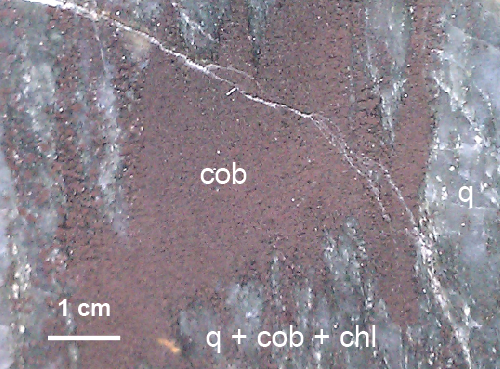 cob
q
1 cm
q + cob + chl